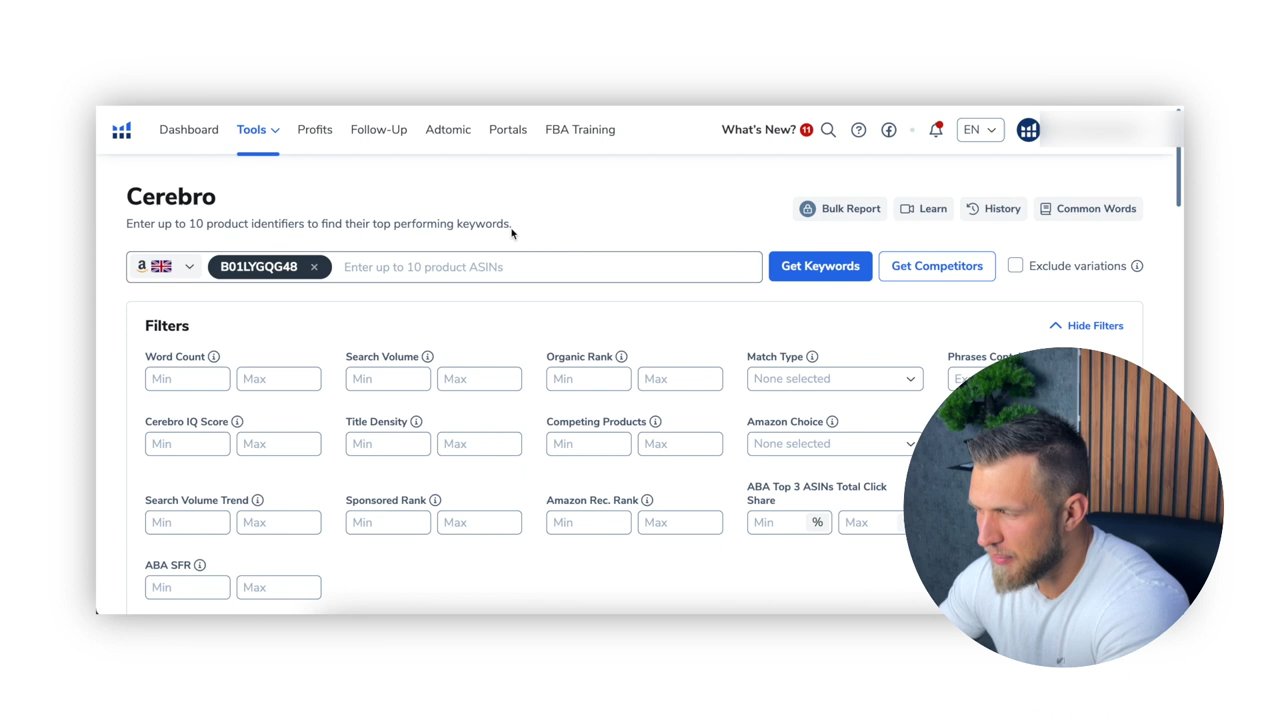 Dashboard Tools Profits Follow-Up Adtomic Portals FBA Training What's New? 11 EN
Cerebro
Enter up to 10 product identifiers to find their top performing keywords.
Bulk Report Learn History Common Words
a B01LYGQG48 × Enter up to 10 product ASINs Get Keywords Get Competitors Exclude variations
Filters Hide Filters
Word Count Search Volume Organic Rank Match Type Phrases
Min Max Min Max Min Max None selected
Cerebro IQ Score Title Density Competing Products Amazon Choice
Min Max Min Max Min Max None selected
ABA Top 3 ASINs Total Click
Search Volume Trend Sponsored Rank Amazon Rec. Rank Share
Min Max Min Max Min Max Min % Max
ABA SFR
Min Max